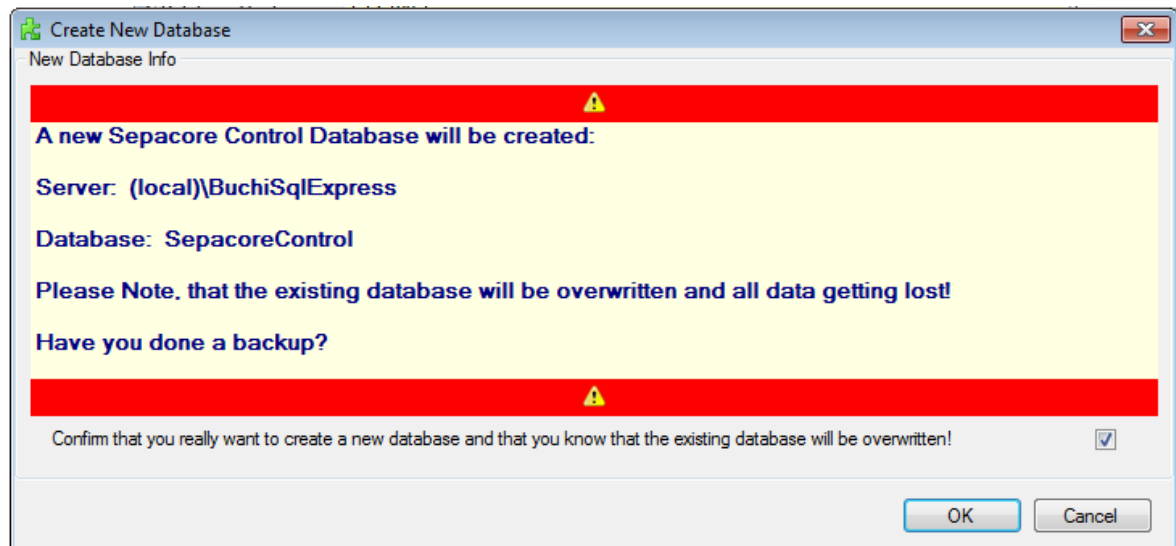 Create New Database
New Database Info
A new Sepacore Control Database will be created:
Server: (local)\BuchiSqlExpress
Database: SepacoreControl
Please Note, that the existing database will be overwritten and all data getting lost!
Have you done a backup?
Confirm that you really want to create a new database and that you know that the existing database will be overwritten!
OK
Cancel